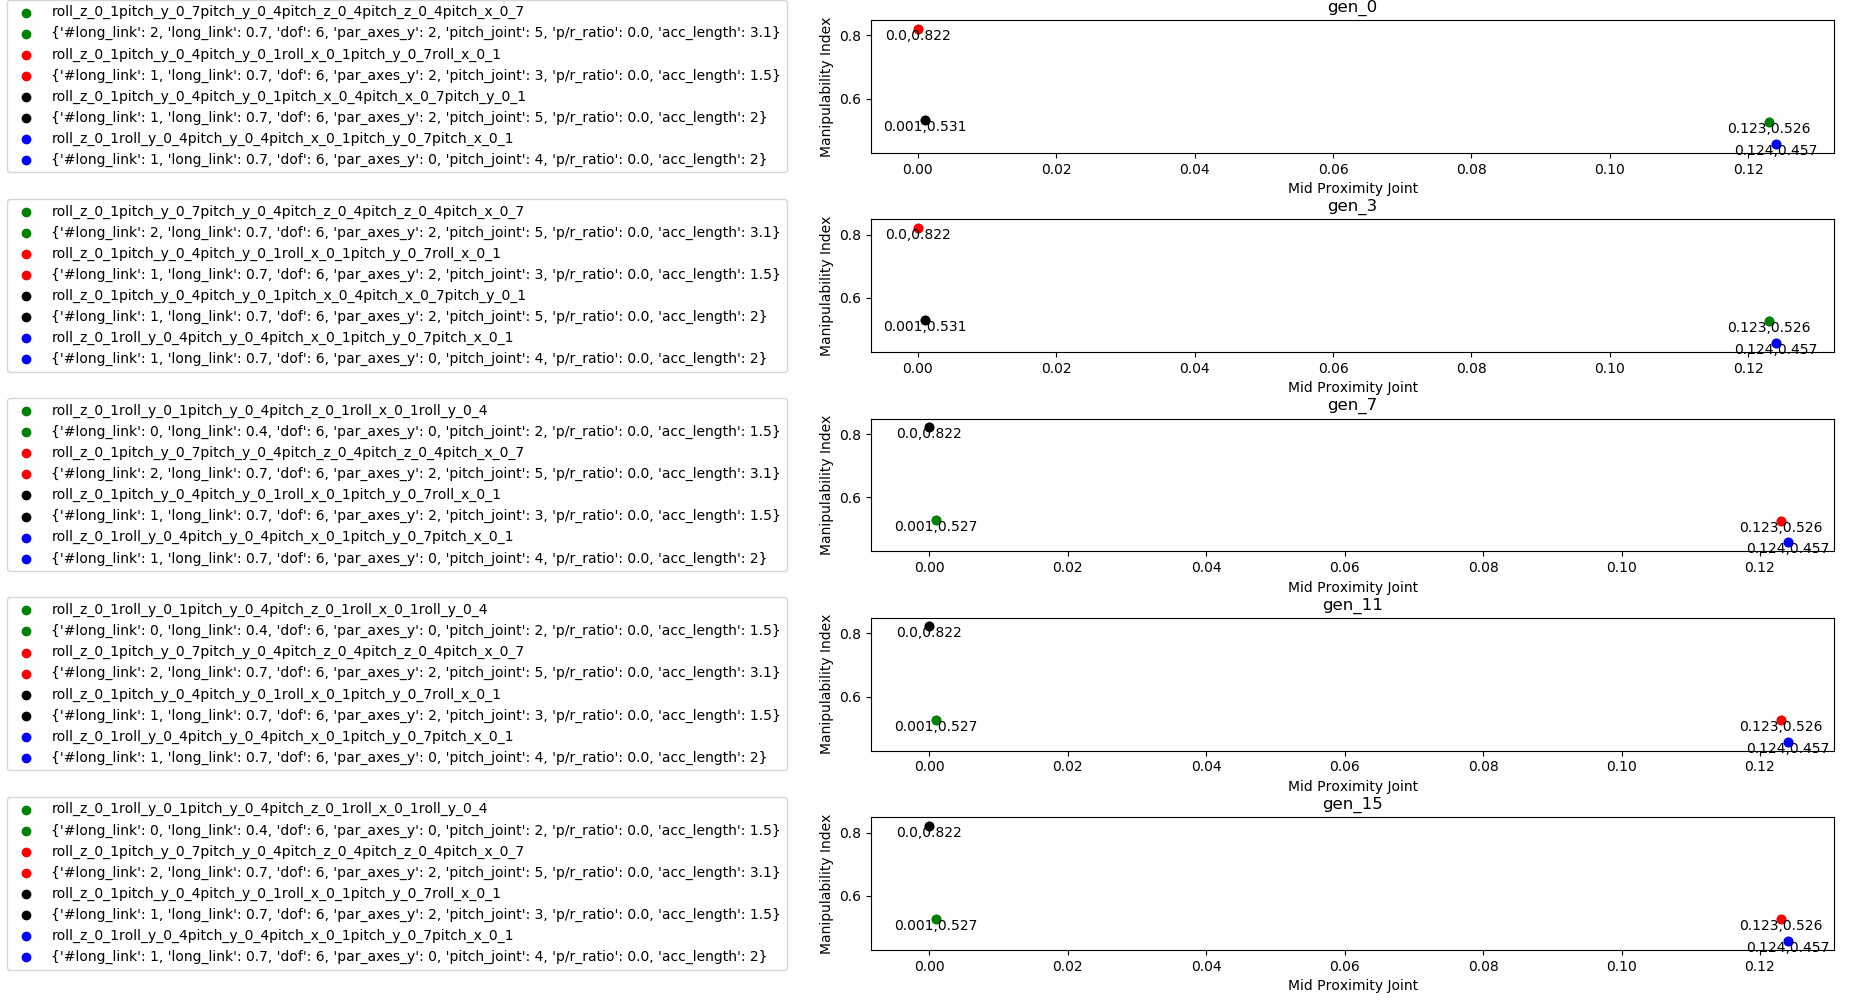 roll_z_0_1pitch_y_0_7pitch_y_0_4pitch_z_0_4pitch_z_0_4pitch_x_0_7
{'#long_link': 2, 'long_link': 0.7, 'dof': 6, 'par_axes_y': 2, 'pitch_joint': 5, 'p/r_ratio': 0.0, 'acc_length': 3.1}
roll_z_0_1pitch_y_0_4pitch_y_0_1roll_x_0_1pitch_y_0_7roll_x_0_1
{'#long_link': 1, 'long_link': 0.7, 'dof': 6, 'par_axes_y': 2, 'pitch_joint': 3, 'p/r_ratio': 0.0, 'acc_length': 1.5}
roll_z_0_1pitch_y_0_4pitch_y_0_1pitch_x_0_4pitch_x_0_7pitch_y_0_1
{'#long_link': 1, 'long_link': 0.7, 'dof': 6, 'par_axes_y': 2, 'pitch_joint': 5, 'p/r_ratio': 0.0, 'acc_length': 2}
roll_z_0_1roll_y_0_4pitch_y_0_4pitch_x_0_1pitch_y_0_7pitch_x_0_1
{'#long_link': 1, 'long_link': 0.7, 'dof': 6, 'par_axes_y': 0, 'pitch_joint': 4, 'p/r_ratio': 0.0, 'acc_length': 2}
gen_0
Manipulability Index
0.8
0.6
0.0,0.822
0.001,0.531
0.123,0.526
0.124,0.457
0.00 0.02 0.04 0.06 0.08 0.10 0.12
Mid Proximity Joint
roll_z_0_1pitch_y_0_7pitch_y_0_4pitch_z_0_4pitch_z_0_4pitch_x_0_7
{'#long_link': 2, 'long_link': 0.7, 'dof': 6, 'par_axes_y': 2, 'pitch_joint': 5, 'p/r_ratio': 0.0, 'acc_length': 3.1}
roll_z_0_1pitch_y_0_4pitch_y_0_1roll_x_0_1pitch_y_0_7roll_x_0_1
{'#long_link': 1, 'long_link': 0.7, 'dof': 6, 'par_axes_y': 2, 'pitch_joint': 3, 'p/r_ratio': 0.0, 'acc_length': 1.5}
roll_z_0_1pitch_y_0_4pitch_y_0_1pitch_x_0_4pitch_x_0_7pitch_y_0_1
{'#long_link': 1, 'long_link': 0.7, 'dof': 6, 'par_axes_y': 2, 'pitch_joint': 5, 'p/r_ratio': 0.0, 'acc_length': 2}
roll_z_0_1roll_y_0_4pitch_y_0_4pitch_x_0_1pitch_y_0_7pitch_x_0_1
{'#long_link': 1, 'long_link': 0.7, 'dof': 6, 'par_axes_y': 0, 'pitch_joint': 4, 'p/r_ratio': 0.0, 'acc_length': 2}
gen_3
Manipulability Index
0.8
0.6
0.0,0.822
0.001,0.531
0.123,0.526
0.124,0.457
0.00 0.02 0.04 0.06 0.08 0.10 0.12
Mid Proximity Joint
roll_z_0_1roll_y_0_1pitch_y_0_4pitch_z_0_1roll_x_0_1roll_y_0_4
{'#long_link': 0, 'long_link': 0.4, 'dof': 6, 'par_axes_y': 0, 'pitch_joint': 2, 'p/r_ratio': 0.0, 'acc_length': 1.5}
roll_z_0_1pitch_y_0_7pitch_y_0_4pitch_z_0_4pitch_z_0_4pitch_x_0_7
{'#long_link': 2, 'long_link': 0.7, 'dof': 6, 'par_axes_y': 2, 'pitch_joint': 5, 'p/r_ratio': 0.0, 'acc_length': 3.1}
roll_z_0_1pitch_y_0_4pitch_y_0_1roll_x_0_1pitch_y_0_7roll_x_0_1
{'#long_link': 1, 'long_link': 0.7, 'dof': 6, 'par_axes_y': 2, 'pitch_joint': 3, 'p/r_ratio': 0.0, 'acc_length': 1.5}
roll_z_0_1roll_y_0_4pitch_y_0_4pitch_x_0_1pitch_y_0_7pitch_x_0_1
{'#long_link': 1, 'long_link': 0.7, 'dof': 6, 'par_axes_y': 0, 'pitch_joint': 4, 'p/r_ratio': 0.0, 'acc_length': 2}
gen_7
Manipulability Index
0.8
0.6
0.0,0.822
0.001,0.527
0.123,0.526
0.124,0.457
0.00 0.02 0.04 0.06 0.08 0.10 0.12
Mid Proximity Joint
roll_z_0_1roll_y_0_1pitch_y_0_4pitch_z_0_1roll_x_0_1roll_y_0_4
{'#long_link': 0, 'long_link': 0.4, 'dof': 6, 'par_axes_y': 0, 'pitch_joint': 2, 'p/r_ratio': 0.0, 'acc_length': 1.5}
roll_z_0_1pitch_y_0_7pitch_y_0_4pitch_z_0_4pitch_z_0_4pitch_x_0_7
{'#long_link': 2, 'long_link': 0.7, 'dof': 6, 'par_axes_y': 2, 'pitch_joint': 5, 'p/r_ratio': 0.0, 'acc_length': 3.1}
roll_z_0_1pitch_y_0_4pitch_y_0_1roll_x_0_1pitch_y_0_7roll_x_0_1
{'#long_link': 1, 'long_link': 0.7, 'dof': 6, 'par_axes_y': 2, 'pitch_joint': 3, 'p/r_ratio': 0.0, 'acc_length': 1.5}
roll_z_0_1roll_y_0_4pitch_y_0_4pitch_x_0_1pitch_y_0_7pitch_x_0_1
{'#long_link': 1, 'long_link': 0.7, 'dof': 6, 'par_axes_y': 0, 'pitch_joint': 4, 'p/r_ratio': 0.0, 'acc_length': 2}
gen_11
Manipulability Index
0.8
0.6
0.0,0.822
0.001,0.527
0.123,0.526
0.124,0.457
0.00 0.02 0.04 0.06 0.08 0.10 0.12
Mid Proximity Joint
roll_z_0_1roll_y_0_1pitch_y_0_4pitch_z_0_1roll_x_0_1roll_y_0_4
{'#long_link': 0, 'long_link': 0.4, 'dof': 6, 'par_axes_y': 0, 'pitch_joint': 2, 'p/r_ratio': 0.0, 'acc_length': 1.5}
roll_z_0_1pitch_y_0_7pitch_y_0_4pitch_z_0_4pitch_z_0_4pitch_x_0_7
{'#long_link': 2, 'long_link': 0.7, 'dof': 6, 'par_axes_y': 2, 'pitch_joint': 5, 'p/r_ratio': 0.0, 'acc_length': 3.1}
roll_z_0_1pitch_y_0_4pitch_y_0_1roll_x_0_1pitch_y_0_7roll_x_0_1
{'#long_link': 1, 'long_link': 0.7, 'dof': 6, 'par_axes_y': 2, 'pitch_joint': 3, 'p/r_ratio': 0.0, 'acc_length': 1.5}
roll_z_0_1roll_y_0_4pitch_y_0_4pitch_x_0_1pitch_y_0_7pitch_x_0_1
{'#long_link': 1, 'long_link': 0.7, 'dof': 6, 'par_axes_y': 0, 'pitch_joint': 4, 'p/r_ratio': 0.0, 'acc_length': 2}
gen_15
Manipulability Index
0.8
0.6
0.0,0.822
0.001,0.527
0.123,0.526
0.124,0.457
0.00 0.02 0.04 0.06 0.08 0.10 0.12
Mid Proximity Joint